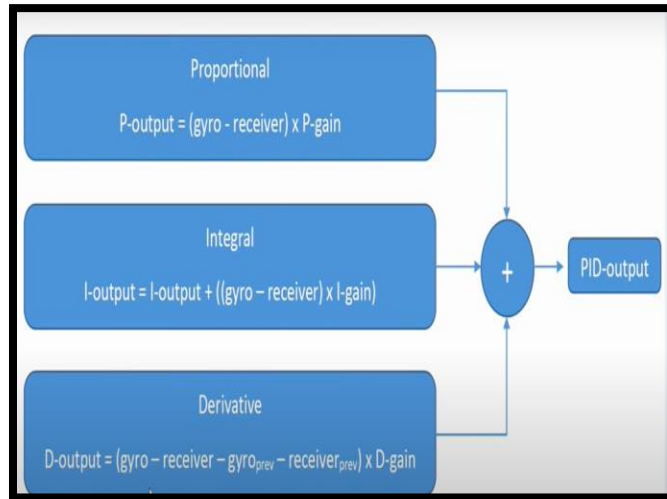 Proportional
P-output = (gyro - receiver) x P-gain
Integral
I-output = I-output + ((gyro – receiver) x I-gain)
Derivative
D-output = (gyro – receiver – gyroprev – receiverprev) x D-gain
+
PID-output